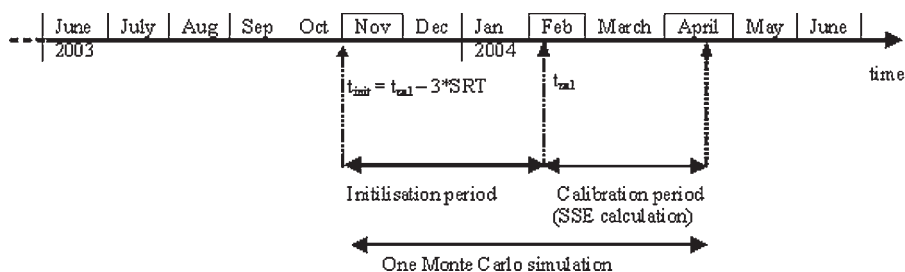 June July Aug Sep Oct Nov Dec Jan Feb March April May June
2003 2004
time
t_init = t_cal – 3*SRT t_cal
Initilisation period Calibration period
(SSE calculation)
One Monte Carlo simulation